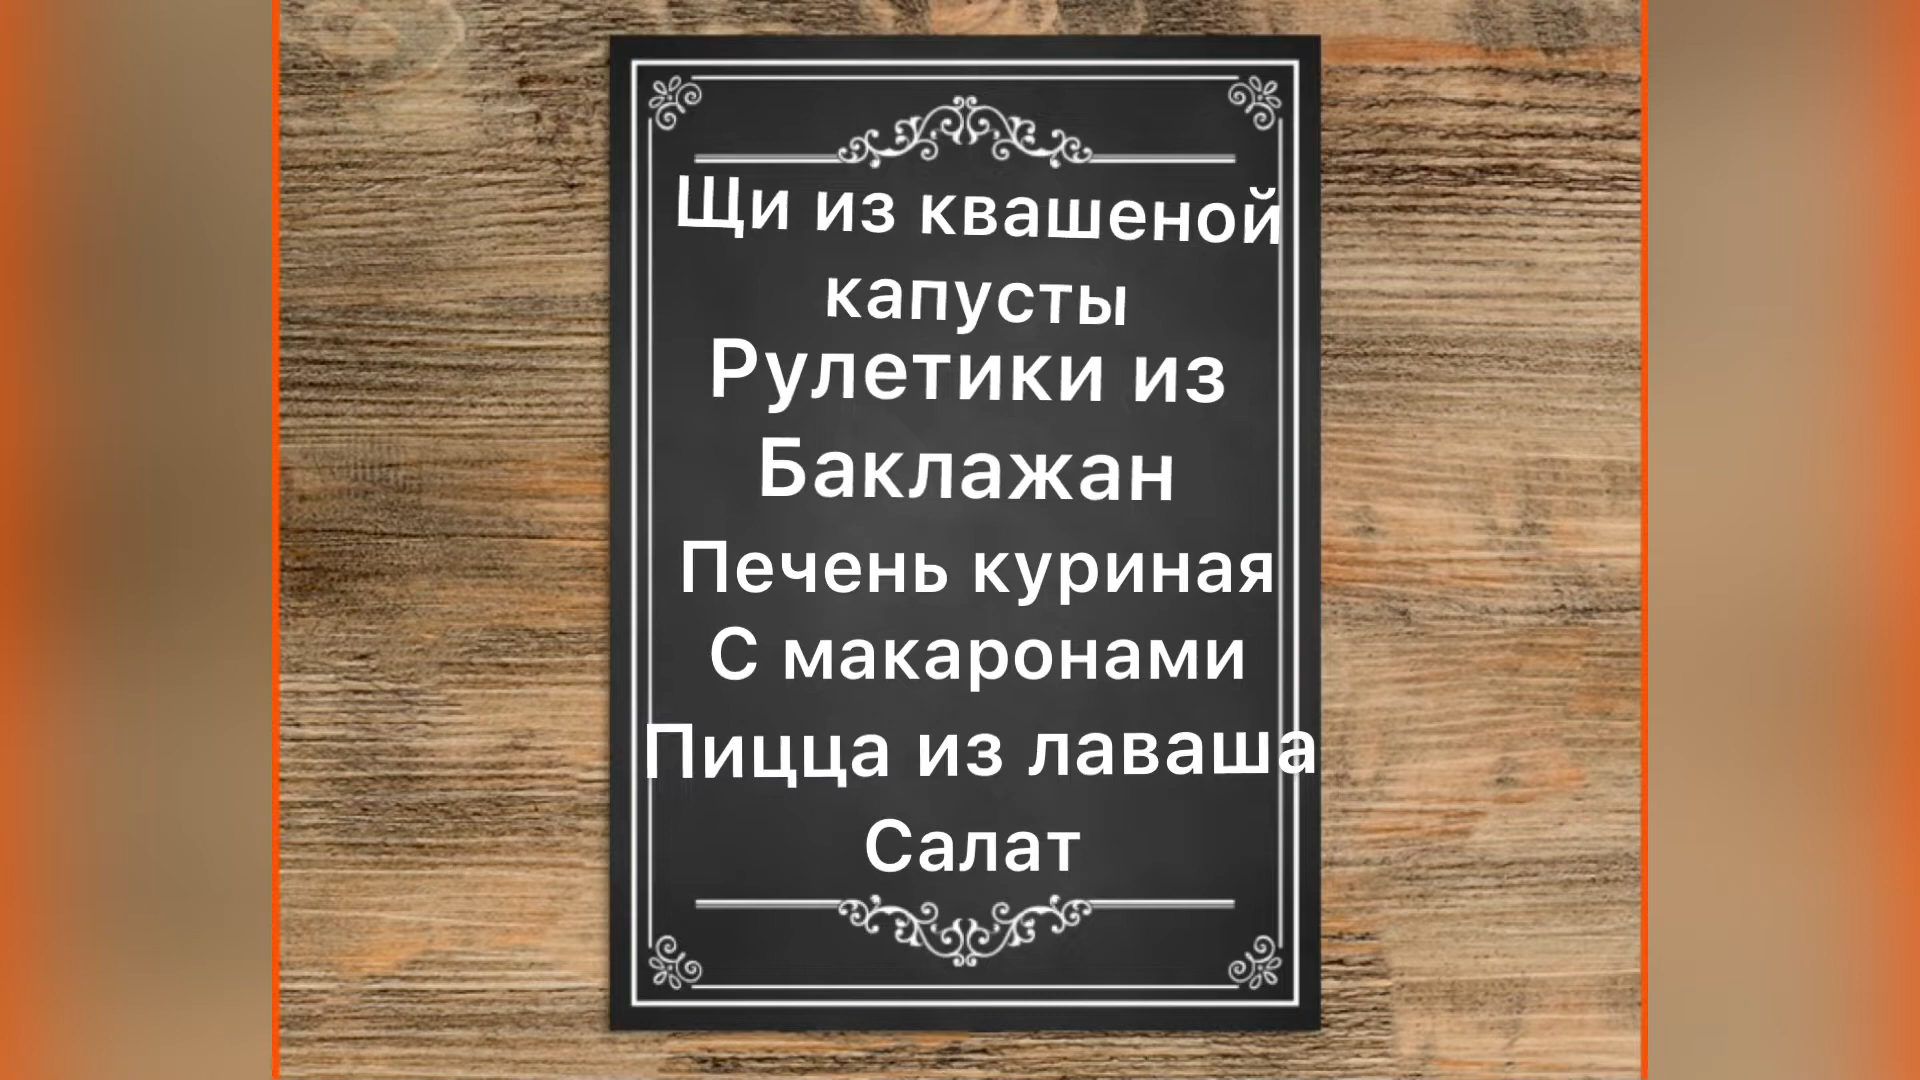 Щи из квашеной
капусты
Рулетики из
Баклажан
Печень куриная
С макаронами
Пицца из лаваша
Салат